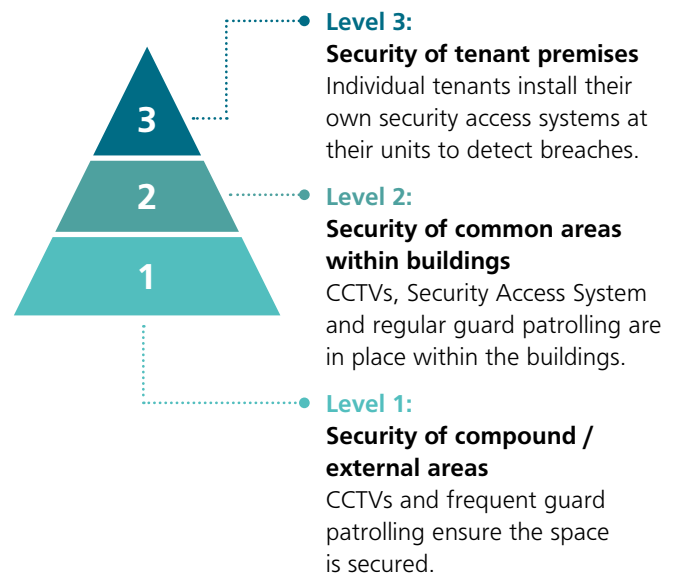 Level 3:
Security of tenant premises
Individual tenants install their
own security access systems at
their units to detect breaches.
3
2
Level 2:
Security of common areas
within buildings
CCTVs, Security Access System
and regular guard patrolling are
in place within the buildings.
1
Level 1:
Security of compound /
external areas
CCTVs and frequent guard
patrolling ensure the space
is secured.